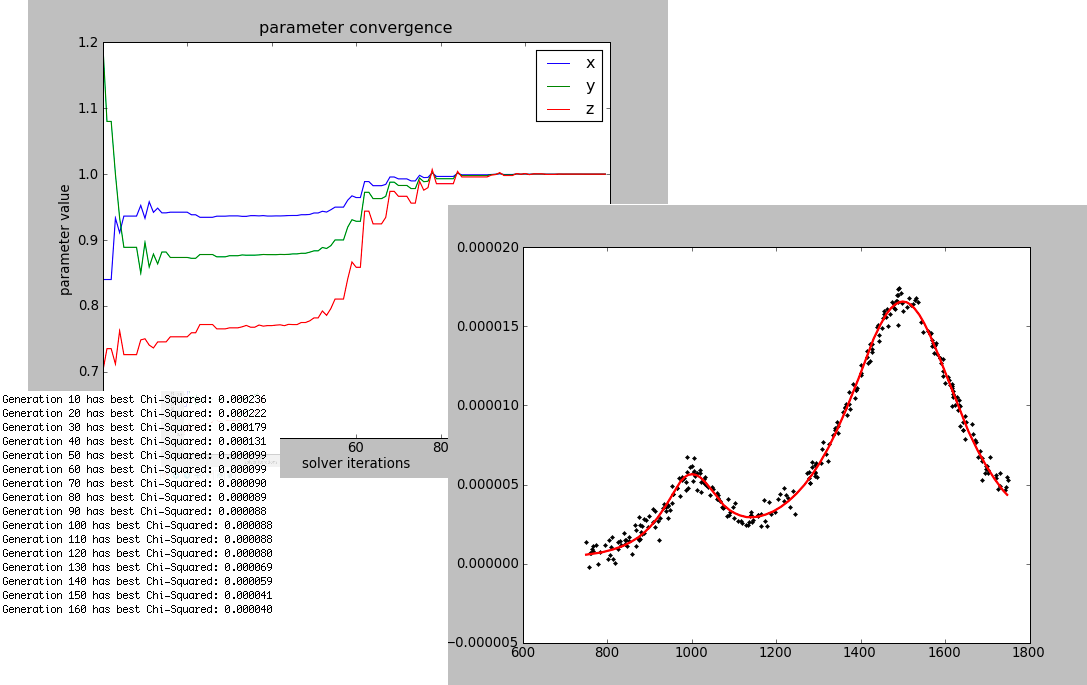 parameter convergence
1.2
1.1
1.0
0.9
0.8
0.7
parameter value
x
y
z
60
80
solver iterations
Generation 10 has best Chi-Squared: 0.000236
Generation 20 has best Chi-Squared: 0.000222
Generation 30 has best Chi-Squared: 0.000179
Generation 40 has best Chi-Squared: 0.000131
Generation 50 has best Chi-Squared: 0.000099
Generation 60 has best Chi-Squared: 0.000099
Generation 70 has best Chi-Squared: 0.000090
Generation 80 has best Chi-Squared: 0.000089
Generation 90 has best Chi-Squared: 0.000088
Generation 100 has best Chi-Squared: 0.000088
Generation 110 has best Chi-Squared: 0.000088
Generation 120 has best Chi-Squared: 0.000080
Generation 130 has best Chi-Squared: 0.000069
Generation 140 has best Chi-Squared: 0.000059
Generation 150 has best Chi-Squared: 0.000041
Generation 160 has best Chi-Squared: 0.000040
0.000020
0.000015
0.000010
0.000005
0.000000
−0.000005
600
800
1000
1200
1400
1600
1800